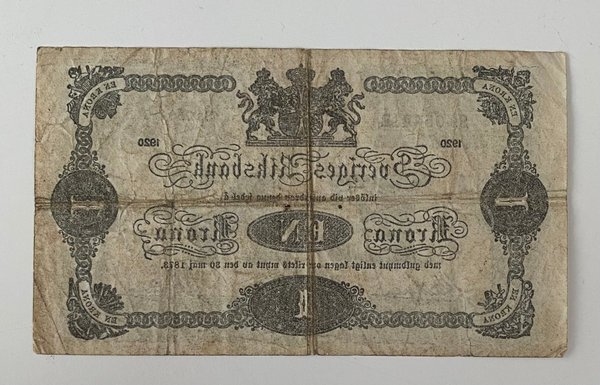 EN KRONA
EN KRONA
1920
1920
Sveriges Riksbank
inlöser vid anfordran denna sedel å
1
1
Krona EN Krona
med guldmynt enligt lagen om rikets mynt av den 30 maj 1873.
1
EN KRONA
EN KRONA